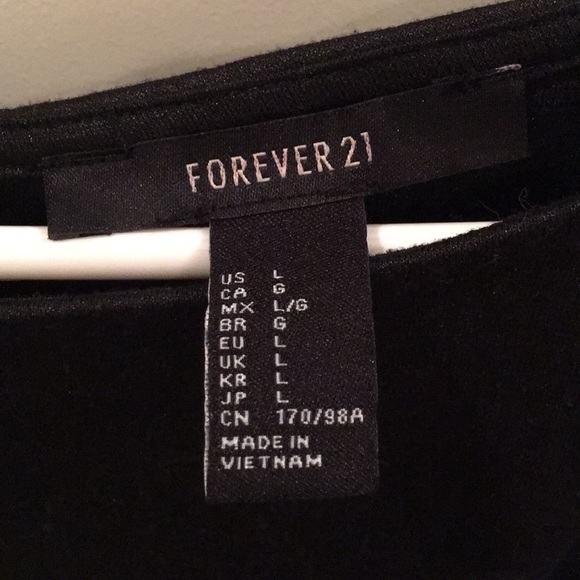 FOREVER 21
US L
CA G
MX L/G
BR G
EU L
UK L
KR L
JP L
CN 170/98A
MADE IN
VIETNAM